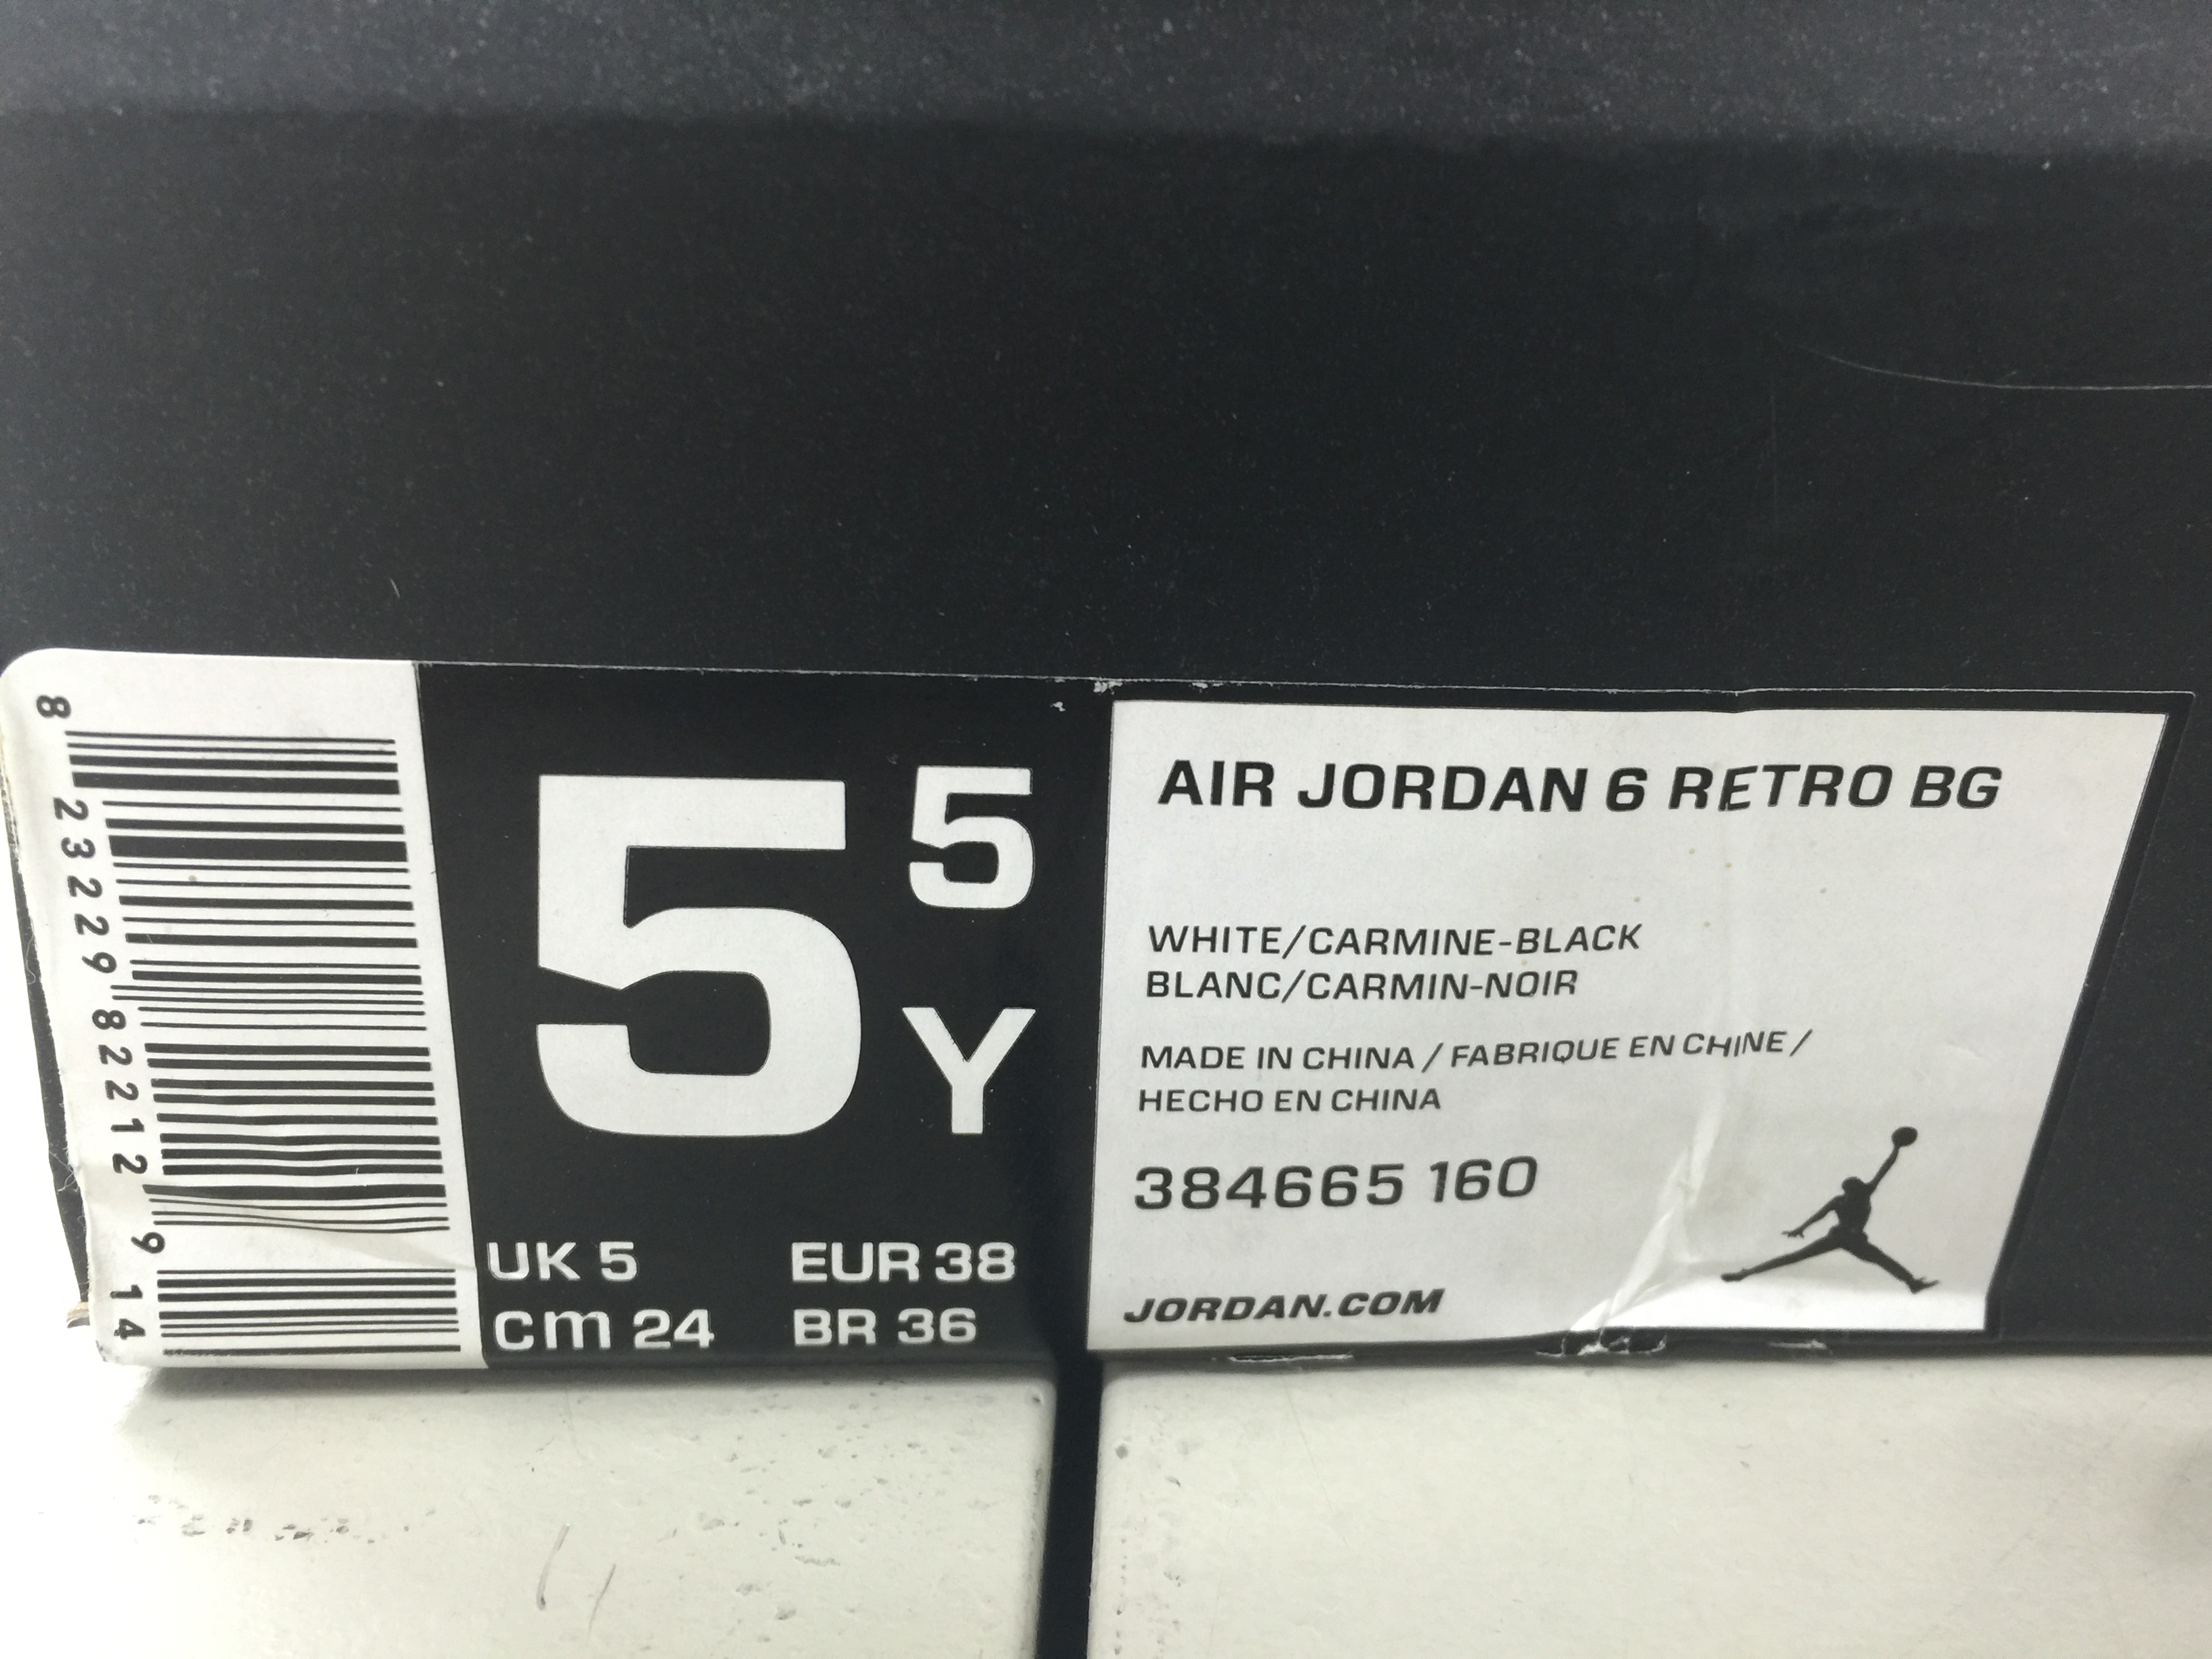 8 23229 82212 9 14
5 5
Y
UK 5 EUR 38
cm 24 BR 36
AIR JORDAN 6 RETRO BG
WHITE/CARMINE-BLACK
BLANC/CARMIN-NOIR
MADE IN CHINA / FABRIQUE EN CHINE /
HECHO EN CHINA
384665 160
JORDAN.COM